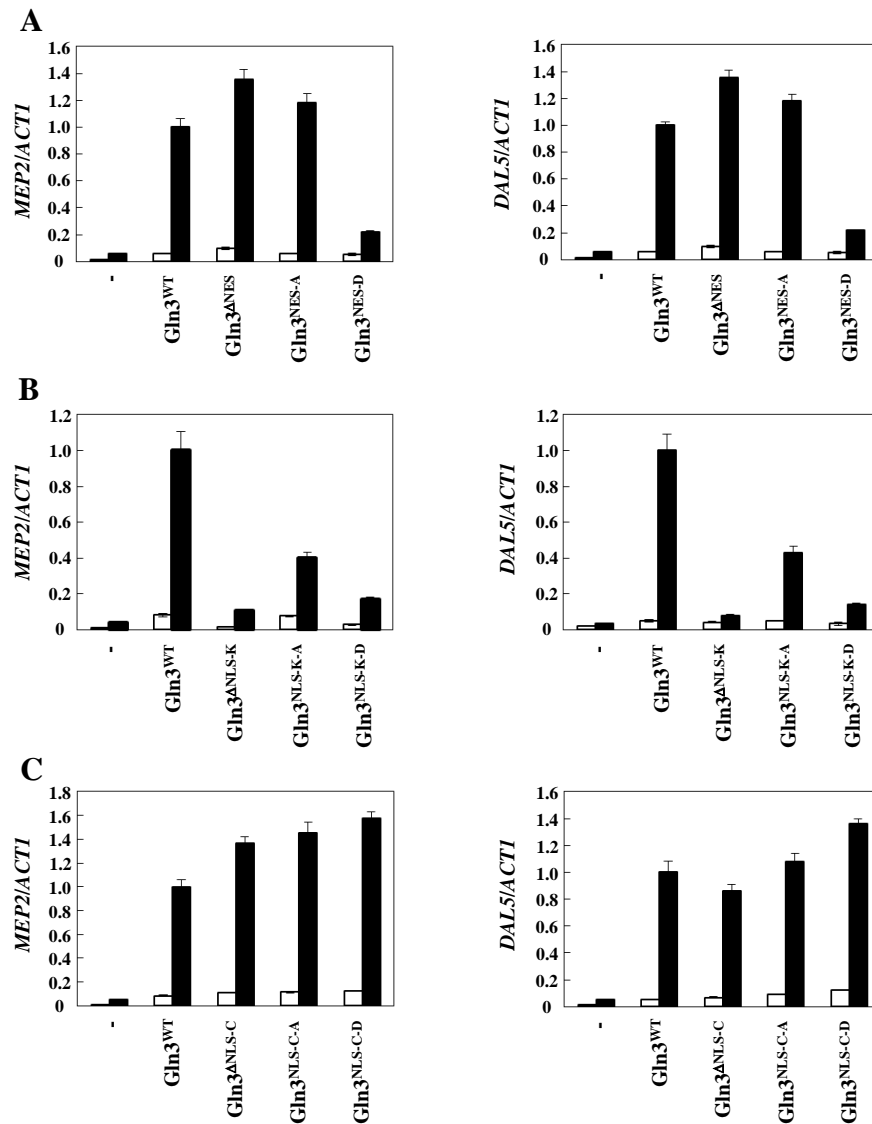 A
MEP2/ACT1
1.6
1.4
1.2
1.0
0.8
0.6
0.4
0.2
0
-
Gln3WT
Gln3ΔNES
Gln3NES-A
Gln3NES-D
DAL5/ACT1
1.6
1.4
1.2
1.0
0.8
0.6
0.4
0.2
0
-
Gln3WT
Gln3ΔNES
Gln3NES-A
Gln3NES-D
B
MEP2/ACT1
1.2
1.0
0.8
0.6
0.4
0.2
0
-
Gln3WT
Gln3ΔNLS-K
Gln3NLS-K-A
Gln3NLS-K-D
DAL5/ACT1
1.2
1.0
0.8
0.6
0.4
0.2
0
-
Gln3WT
Gln3ΔNLS-K
Gln3NLS-K-A
Gln3NLS-K-D
C
MEP2/ACT1
1.8
1.6
1.4
1.2
1.0
0.8
0.6
0.4
0.2
0
-
Gln3WT
Gln3ΔNLS-C
Gln3NLS-C-A
Gln3NLS-C-D
DAL5/ACT1
1.6
1.4
1.2
1.0
0.8
0.6
0.4
0.2
0
-
Gln3WT
Gln3ΔNLS-C
Gln3NLS-C-A
Gln3NLS-C-D